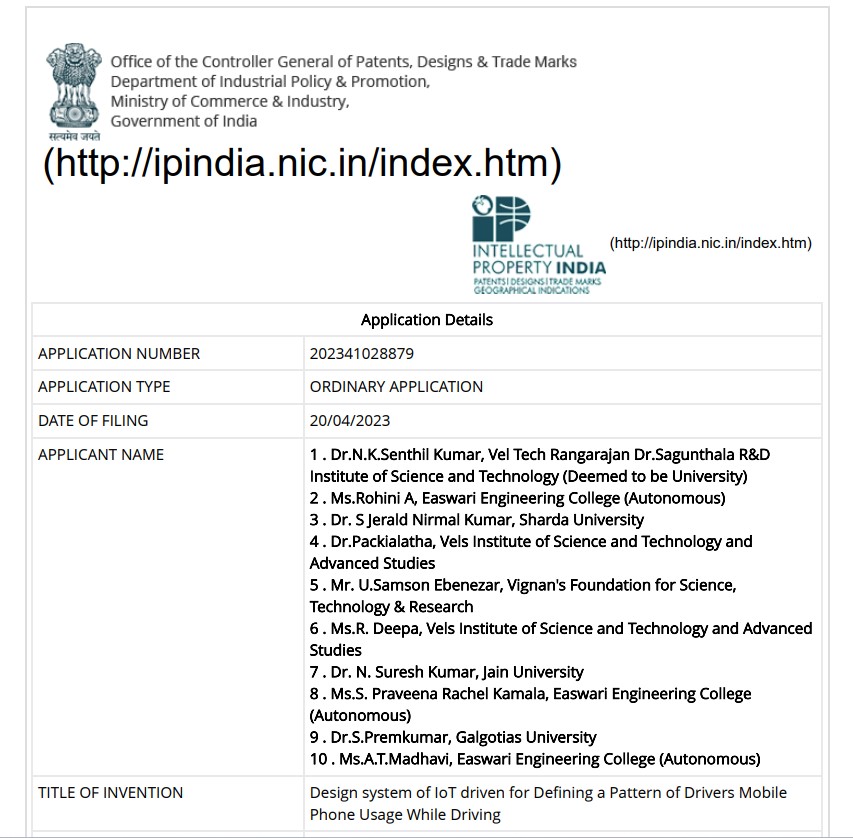 Office of the Controller General of Patents, Designs & Trade Marks
Department of Industrial Policy & Promotion,
Ministry of Commerce & Industry,
Government of India
सत्यमेव जयते
(http://ipindia.nic.in/index.htm)
INTELLECTUAL
PROPERTY INDIA
PATENTS | DESIGNS | TRADE MARKS
GEOGRAPHICAL INDICATIONS
(http://ipindia.nic.in/index.htm)
Application Details
APPLICATION NUMBER 202341028879
APPLICATION TYPE ORDINARY APPLICATION
DATE OF FILING 20/04/2023
APPLICANT NAME 1 . Dr.N.K.Senthil Kumar, Vel Tech Rangarajan Dr.Sagunthala R&D
Institute of Science and Technology (Deemed to be University)
2 . Ms.Rohini A, Easwari Engineering College (Autonomous)
3 . Dr. S Jerald Nirmal Kumar, Sharda University
4 . Dr.Packialatha, Vels Institute of Science and Technology and
Advanced Studies
5 . Mr. U.Samson Ebenezar, Vignan's Foundation for Science,
Technology & Research
6 . Ms.R. Deepa, Vels Institute of Science and Technology and Advanced
Studies
7 . Dr. N. Suresh Kumar, Jain University
8 . Ms.S. Praveena Rachel Kamala, Easwari Engineering College
(Autonomous)
9 . Dr.S.Premkumar, Galgotias University
10 . Ms.A.T.Madhavi, Easwari Engineering College (Autonomous)
TITLE OF INVENTION Design system of IoT driven for Defining a Pattern of Drivers Mobile
Phone Usage While Driving